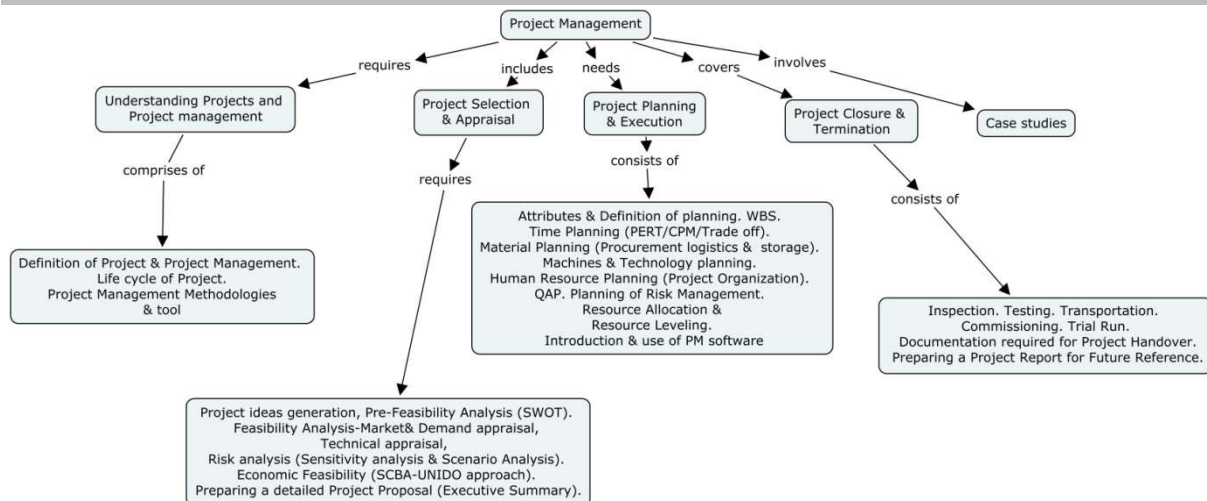 Project Management
requires
includes
needs
covers
involves
Understanding Projects and
Project management
Project Selection
& Appraisal
Project Planning
& Execution
Project Closure &
Termination
Case studies
comprises of
requires
consists of
consists of
Definition of Project & Project Management.
Life cycle of Project.
Project Management Methodologies
& tool
Attributes & Definition of planning. WBS.
Time Planning (PERT/CPM/Trade off).
Material Planning (Procurement logistics & storage).
Machines & Technology planning.
Human Resource Planning (Project Organization).
QAP. Planning of Risk Management.
Resource Allocation &
Resource Leveling.
Introduction & use of PM software
Inspection. Testing. Transportation.
Commissioning. Trial Run.
Documentation required for Project Handover.
Preparing a Project Report for Future Reference.
Project ideas generation, Pre-Feasibility Analysis (SWOT).
Feasibility Analysis-Market& Demand appraisal,
Technical appraisal,
Risk analysis (Sensitivity analysis & Scenario Analysis).
Economic Feasibility (SCBA-UNIDO approach).
Preparing a detailed Project Proposal (Executive Summary).